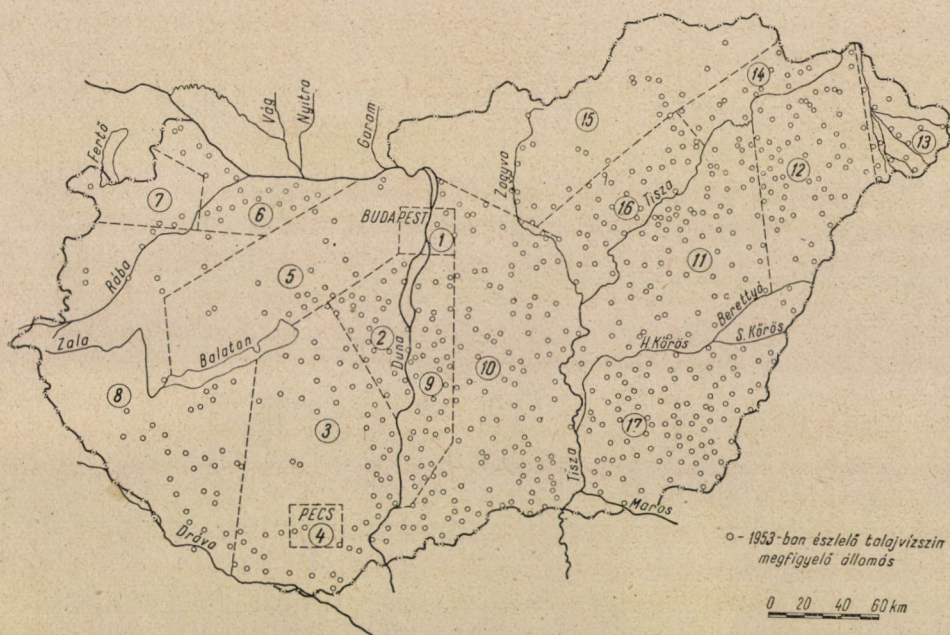 Vág
Nyitra
Garam
Fertő
Zagyva
14
15
13
12
7
6
16
Tisza
BUDAPEST
1
Rába
5
11
Berettyó
S. Körös
H. Körös
Zala
Balaton
2
Duna
9
10
8
3
17
Tisza
PÉCS
4
Maros
Dráva
o - 1953-ban észlelő talajvízszin
megfigyelő állomás
0 20 40 60 km